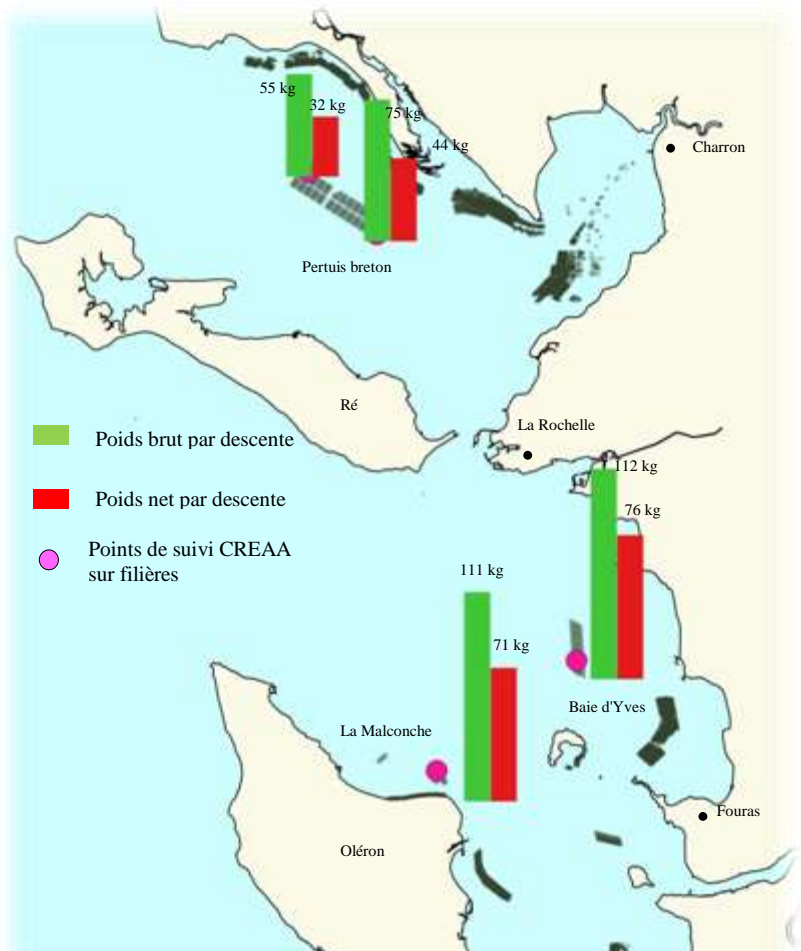 55 kg
32 kg
75 kg
44 kg
Charron
Pertuis breton
Ré
La Rochelle
Poids brut par descente
112 kg
Poids net par descente
76 kg
Points de suivi CREAA
sur filières
111 kg
71 kg
Baie d'Yves
La Malconche
Fouras
Oléron